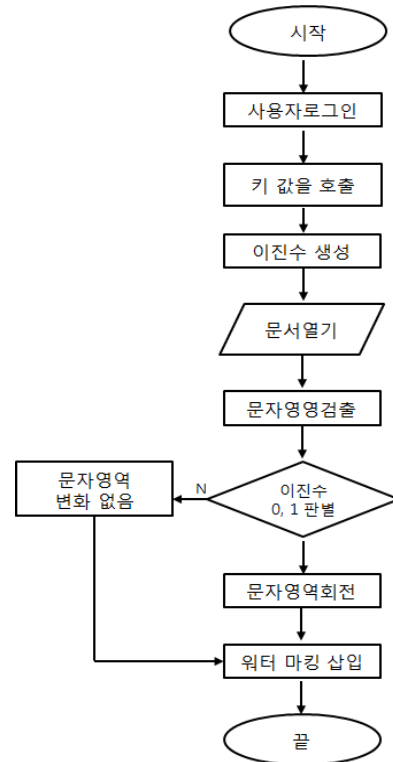 시작
사용자로그인
키 값을 호출
이진수 생성
문서열기
문자영영검출
이진수
0, 1 판별
N
문자영역
변화 없음
문자영역회전
워터 마킹 삽입
끝